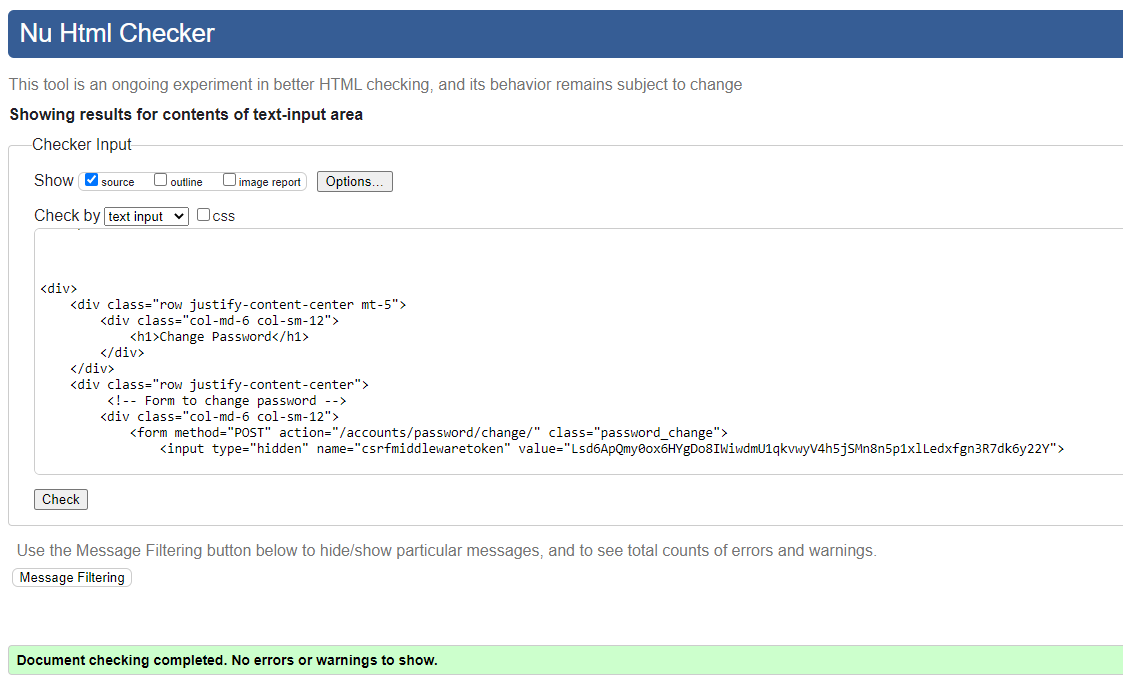 Nu Html Checker
This tool is an ongoing experiment in better HTML checking, and its behavior remains subject to change
Showing results for contents of text-input area
Checker Input
Show source outline image report Options...
Check by text input css
<div>
    <div class="row justify-content-center mt-5">
        <div class="col-md-6 col-sm-12">
            <h1>Change Password</h1>
        </div>
    </div>
    <div class="row justify-content-center">
         <!-- Form to change password -->
        <div class="col-md-6 col-sm-12">
            <form method="POST" action="/accounts/password/change/" class="password_change">
                <input type="hidden" name="csrfmiddlewaretoken" value="Lsd6ApQmy0ox6HYgDo8IWiwdmU1qkvwyV4h5jSMn8n5p1xlLedxfgn3R7dk6y22Y">
Check
Use the Message Filtering button below to hide/show particular messages, and to see total counts of errors and warnings.
Message Filtering
Document checking completed. No errors or warnings to show.